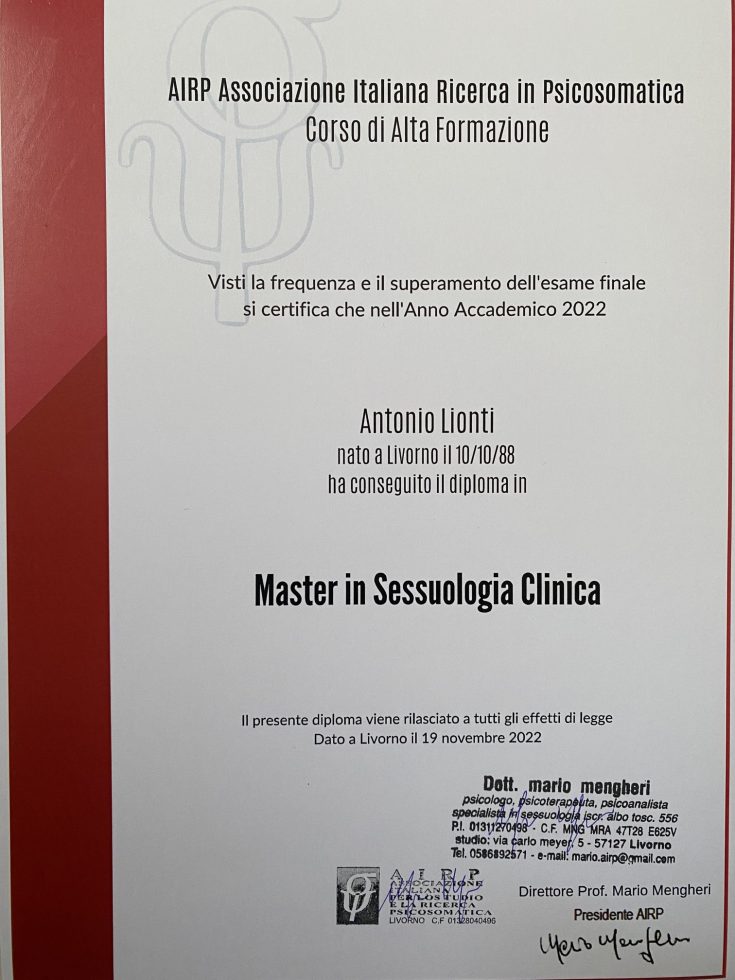 AIRP Associazione Italiana Ricerca in Psicosomatica
Corso di Alta Formazione
Visti la frequenza e il superamento dell'esame finale
si certifica che nell'Anno Accademico 2022
Antonio Lionti
nato a Livorno il 10/10/88
ha conseguito il diploma in
Master in Sessuologia Clinica
Il presente diploma viene rilasciato a tutti gli effetti di legge
Dato a Livorno il 19 novembre 2022
Dott. mario mengheri
psicologo, psicoterapeuta, psicoanalista
specialista in sessuologia iscr. albo tosc. 556
P.I. 01311270498 - C.F. MNG MRA 47T28 E625V
studio: via carlo meyer, 5 - 57127 Livorno
Tel. 0586892571 - e-mail: mario.airp@gmail.com
A I R P
ASSOCIAZIONE
ITALIANA
PER LO STUDIO
E LA RICERCA
PSICOSOMATICA
LIVORNO C.F 01328040496
Direttore Prof. Mario Mengheri
Presidente AIRP
Mario Mengheri